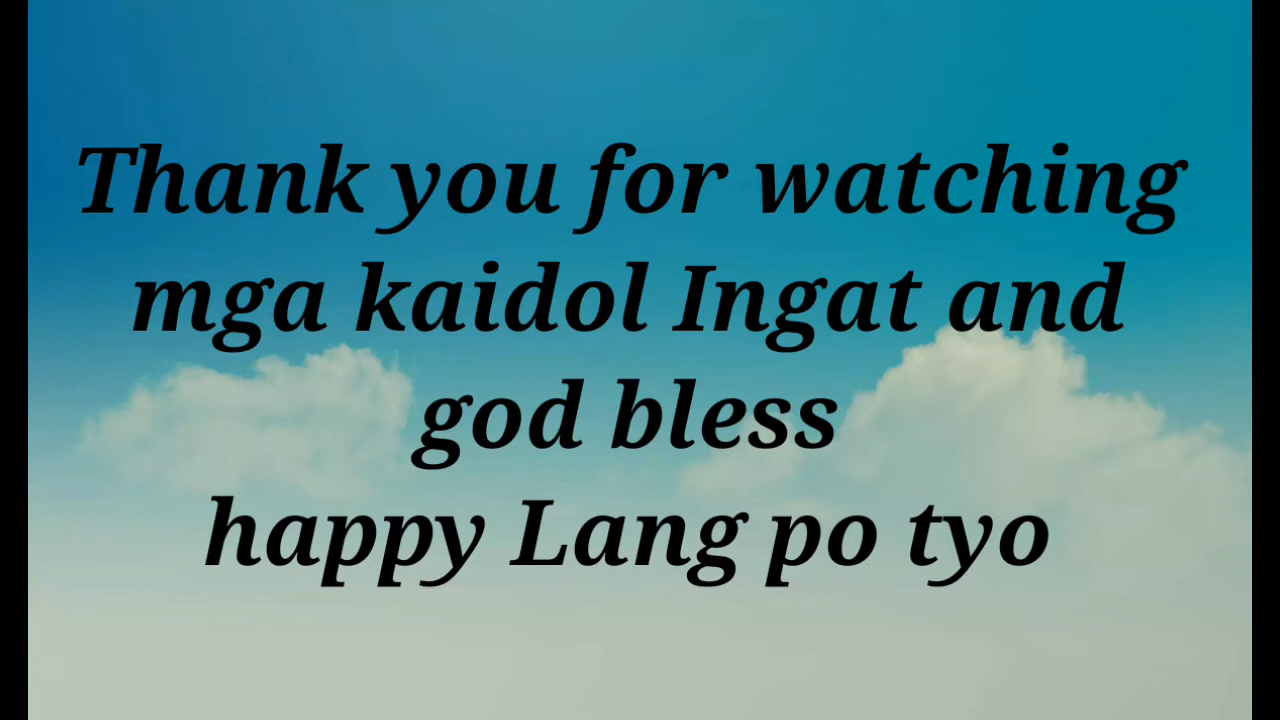 Thank you for watching
mga kaidol Ingat and
god bless
happy Lang po tyo